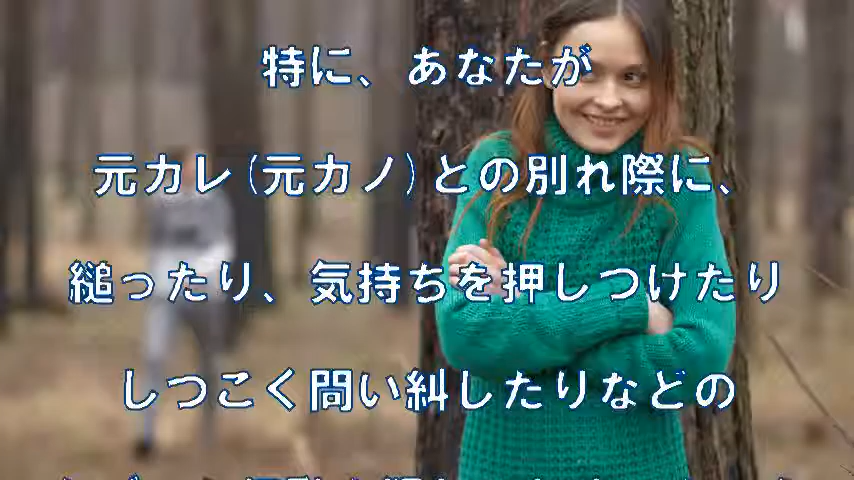 特に、あなたが
元カレ(元カノ)との別れ際に、
縋ったり、気持ちを押しつけたり
しつこく問い糾したりなどの